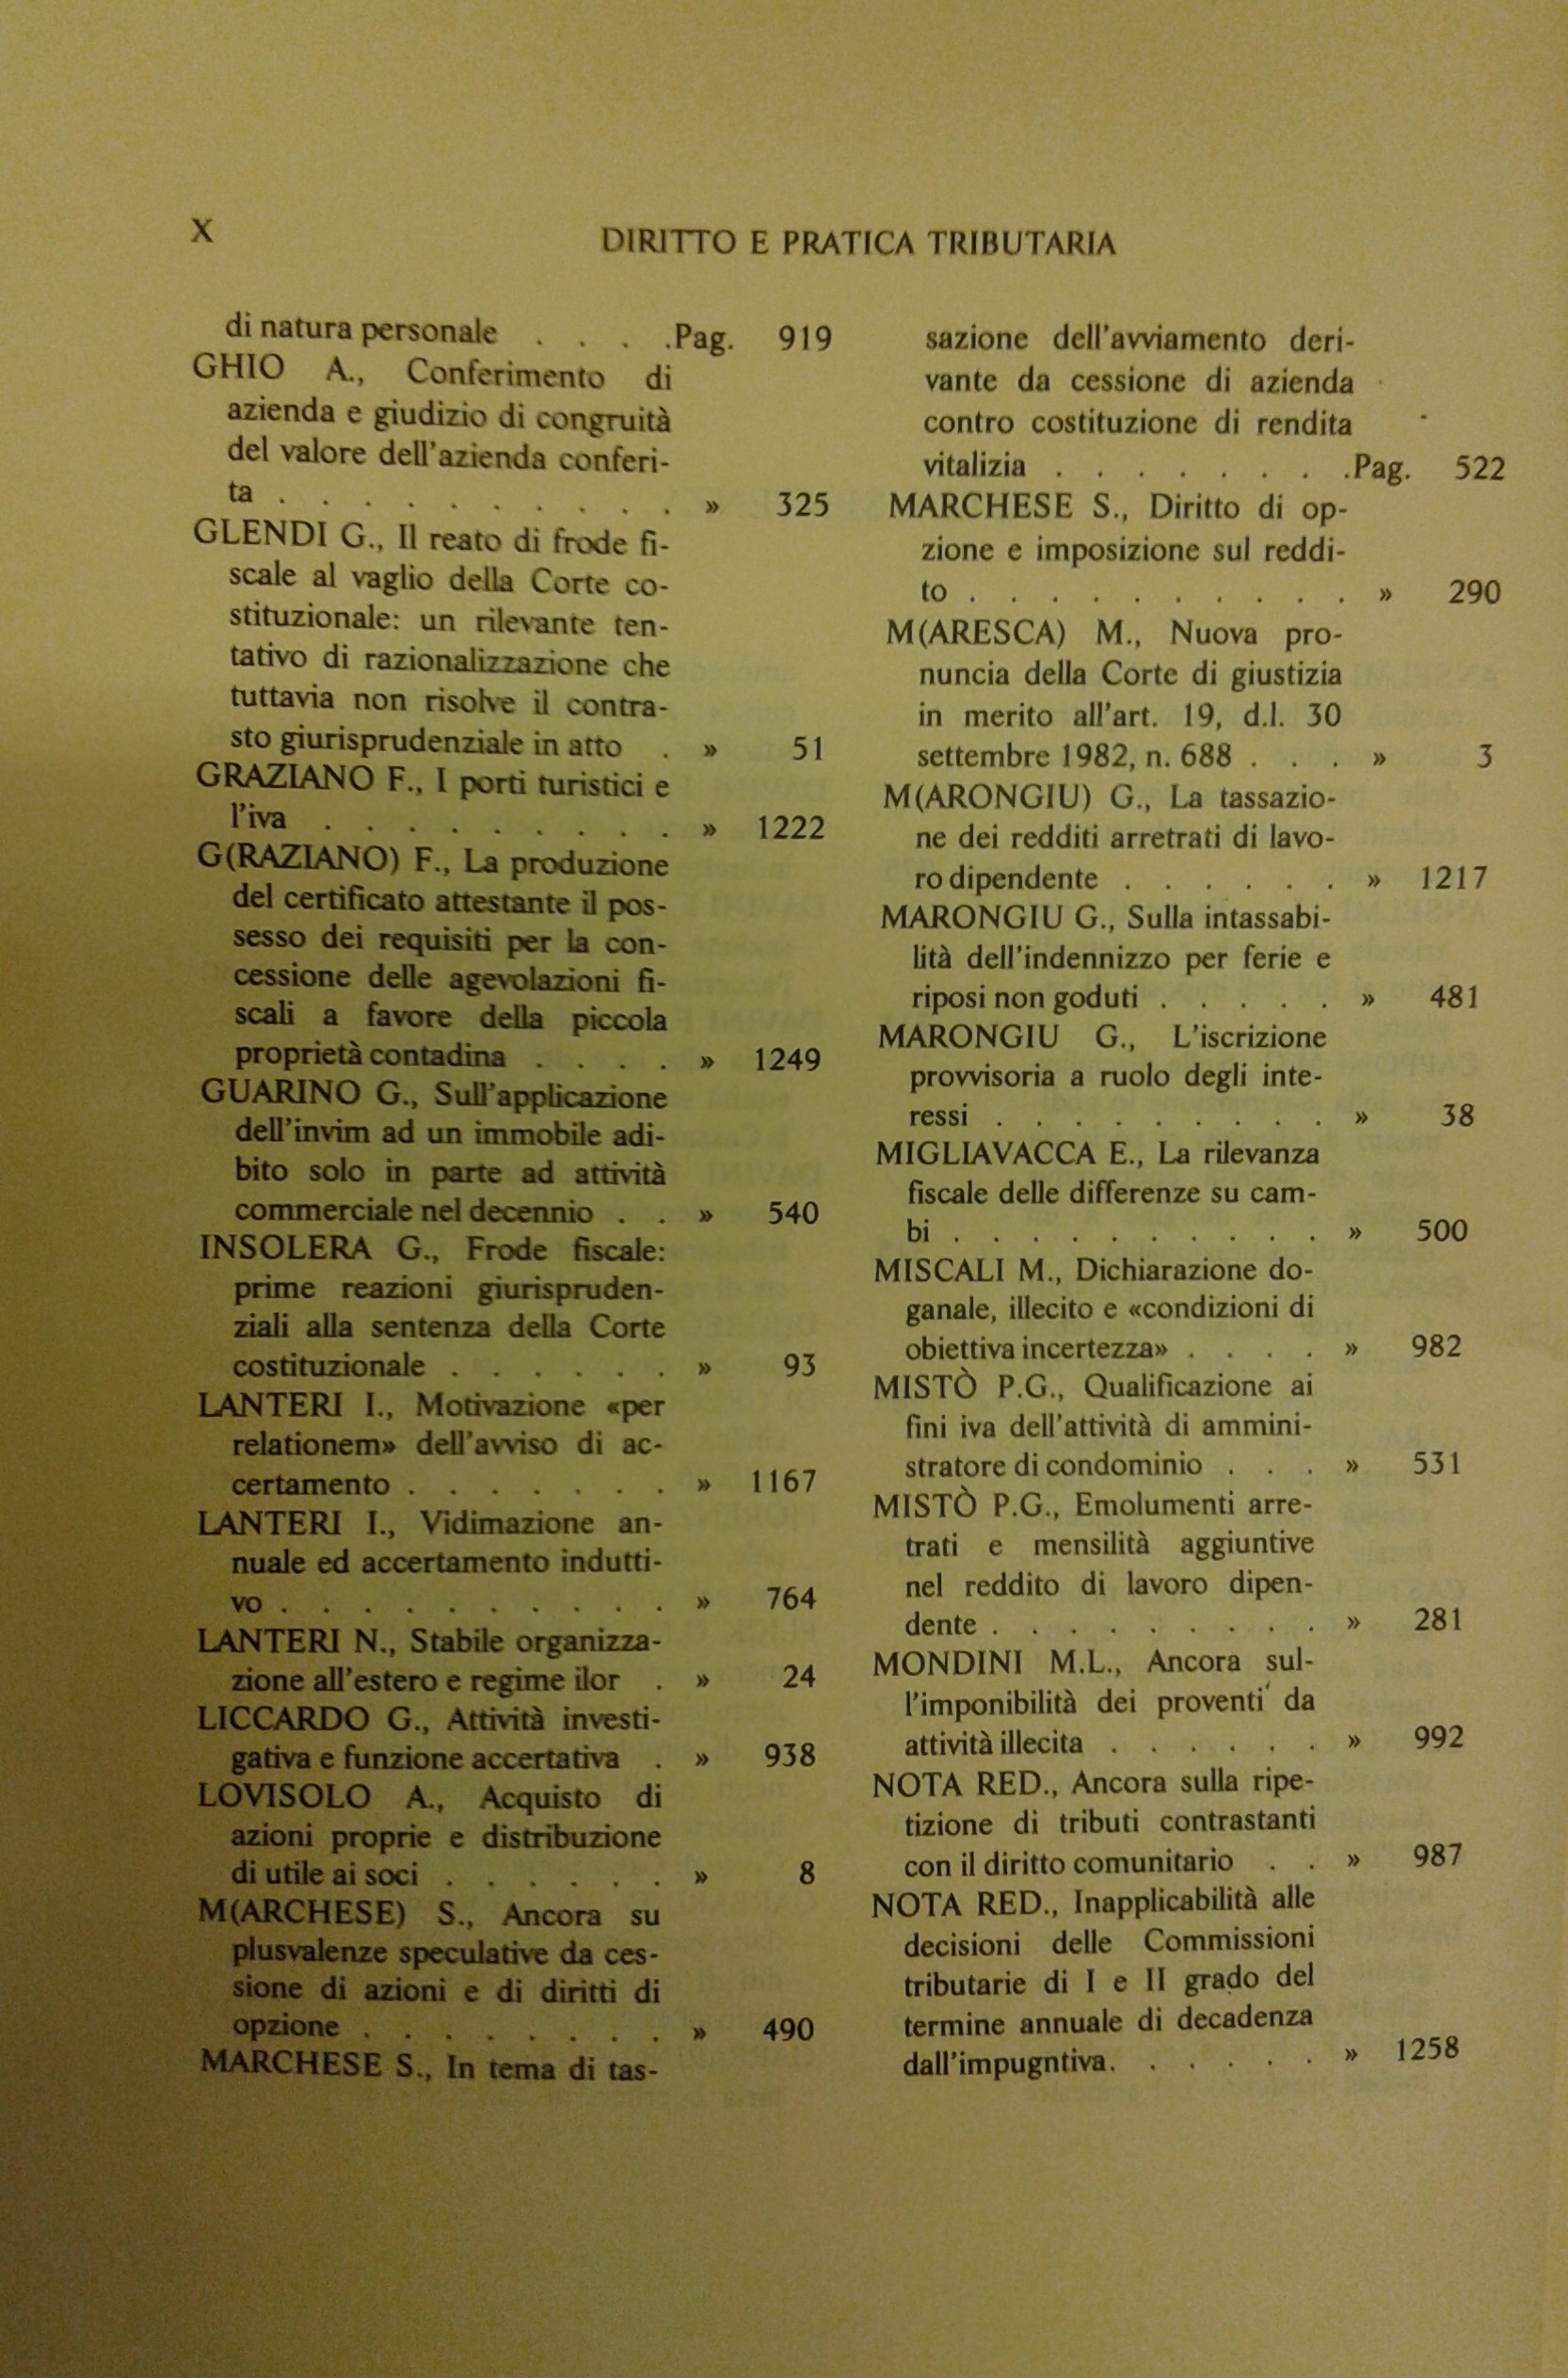 X
DIRITTO E PRATICA TRIBUTARIA
di natura personale . . . .Pag. 919
GHIO A., Conferimento di
azienda e giudizio di congruità
del valore dell'azienda conferi-
ta . . . . . . . . . . » 325
GLENDI G., Il reato di frode fi-
scale al vaglio della Corte co-
stituzionale: un rilevante ten-
tativo di razionalizzazione che
tuttavia non risolve il contra-
sto giurisprudenziale in atto . » 51
GRAZIANO F., I porti turistici e
l'iva . . . . . . . . . » 1222
G(RAZIANO) F., La produzione
del certificato attestante il pos-
sesso dei requisiti per la con-
cessione delle agevolazioni fi-
scali a favore della piccola
proprietà contadina . . . . » 1249
GUARINO G., Sull'applicazione
dell'invim ad un immobile adi-
bito solo in parte ad attività
commerciale nel decennio . . » 540
INSOLERA G., Frode fiscale:
prime reazioni giurispruden-
ziali alla sentenza della Corte
costituzionale . . . . . . » 93
LANTERI I., Motivazione «per
relationem» dell'avviso di ac-
certamento . . . . . . . » 1167
LANTERI I., Vidimazione an-
nuale ed accertamento indutti-
vo . . . . . . . . . . » 764
LANTERI N., Stabile organizza-
zione all'estero e regime ilor . » 24
LICCARDO G., Attività investi-
gativa e funzione accertativa . » 938
LOVISOLO A., Acquisto di
azioni proprie e distribuzione
di utile ai soci . . . . . . » 8
M(ARCHESE) S., Ancora su
plusvalenze speculative da ces-
sione di azioni e di diritti di
opzione . . . . . . . . » 490
MARCHESE S., In tema di tas-
sazione dell'avviamento deri-
vante da cessione di azienda
contro costituzione di rendita
vitalizia . . . . . . . .Pag. 522
MARCHESE S., Diritto di op-
zione e imposizione sul reddi-
to . . . . . . . . . . » 290
M(ARESCA) M., Nuova pro-
nuncia della Corte di giustizia
in merito all'art. 19, d.l. 30
settembre 1982, n. 688 . . . » 3
M(ARONGIU) G., La tassazio-
ne dei redditi arretrati di lavo-
ro dipendente . . . . . . » 1217
MARONGIU G., Sulla intassabi-
lità dell'indennizzo per ferie e
riposi non goduti . . . . . » 481
MARONGIU G., L'iscrizione
provvisoria a ruolo degli inte-
ressi . . . . . . . . . » 38
MIGLIAVACCA E., La rilevanza
fiscale delle differenze su cam-
bi . . . . . . . . . . » 500
MISCALI M., Dichiarazione do-
ganale, illecito e «condizioni di
obiettiva incertezza» . . . . » 982
MISTÒ P.G., Qualificazione ai
fini iva dell'attività di ammini-
stratore di condominio . . . » 531
MISTÒ P.G., Emolumenti arre-
trati e mensilità aggiuntive
nel reddito di lavoro dipen-
dente . . . . . . . . . » 281
MONDINI M.L., Ancora sul-
l'imponibilità dei proventi da
attività illecita . . . . . . » 992
NOTA RED., Ancora sulla ripe-
tizione di tributi contrastanti
con il diritto comunitario . . » 987
NOTA RED., Inapplicabilità alle
decisioni delle Commissioni
tributarie di I e II grado del
termine annuale di decadenza
dall'impugntiva. . . . . . » 1258